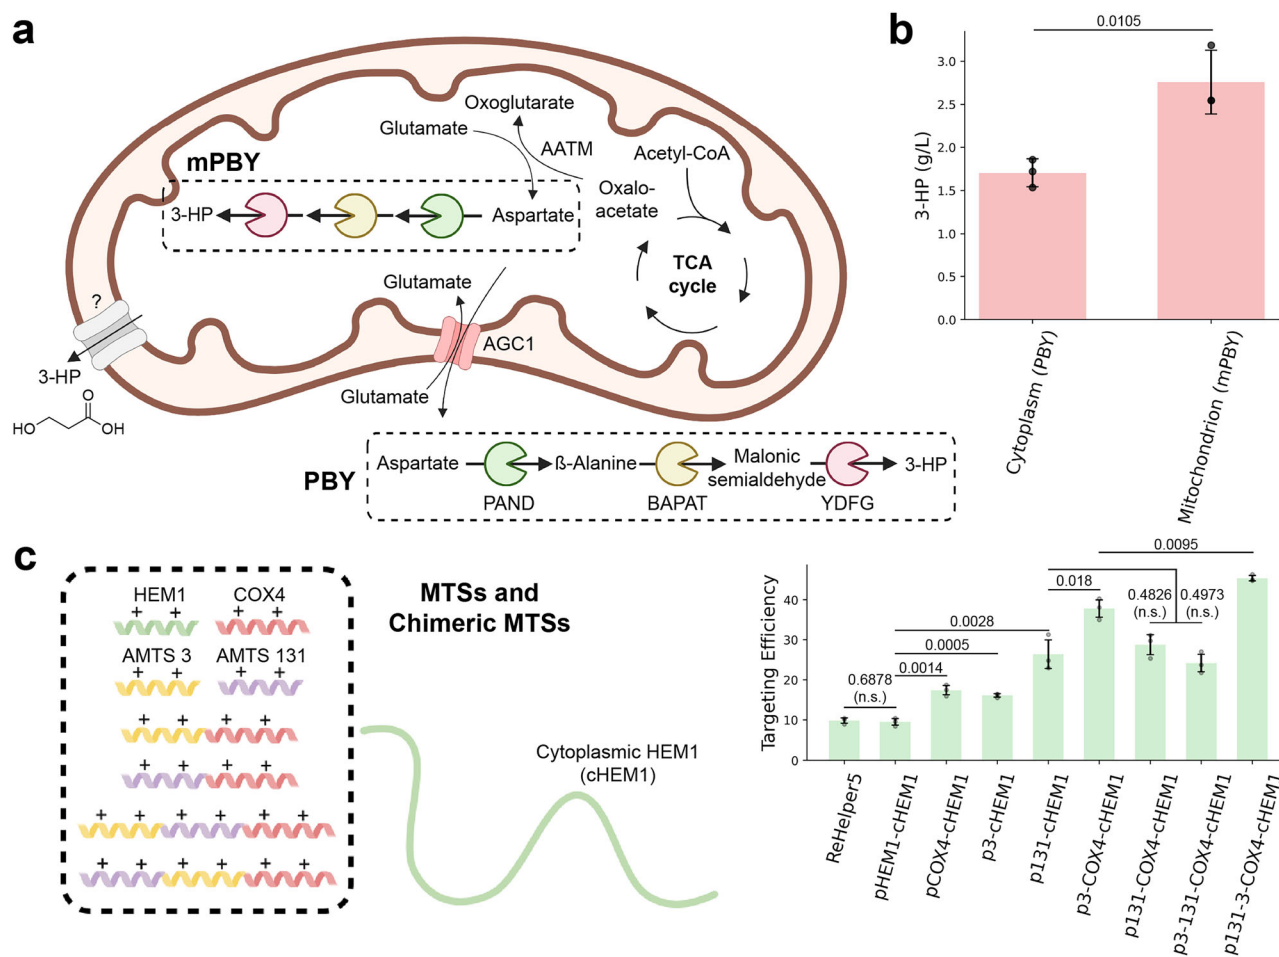 a
Oxoglutarate
Glutamate
AATM
Acetyl-CoA
mPBY
Oxalo-
acetate
3-HP
Aspartate
TCA
cycle
Glutamate
?
AGC1
3-HP
Glutamate
O
HO
OH
PBY
Aspartate
ß-Alanine
Malonic
semialdehyde
3-HP
PAND
BAPAT
YDFG
b
0.0105
3-HP (g/L)
3.0
2.5
2.0
1.5
1.0
0.5
0.0
Cytoplasm (PBY)
Mitochondrion (mPBY)
c
HEM1
COX4
+ + + +
AMTS 3
AMTS 131
+ + + +
+ + + +
+ + + +
+ + + + + +
+ + + + + +
MTSs and
Chimeric MTSs
Cytoplasmic HEM1
(cHEM1)
Targeting Efficiency
40
30
20
10
0
0.6878
(n.s.)
0.0014
0.0005
0.0028
0.018
0.4826
(n.s.)
0.4973
(n.s.)
0.0095
ReHelper5
pHEM1-cHEM1
pCOX4-cHEM1
p3-cHEM1
p131-cHEM1
p3-COX4-cHEM1
p131-COX4-cHEM1
p3-131-COX4-cHEM1
p131-3-COX4-cHEM1